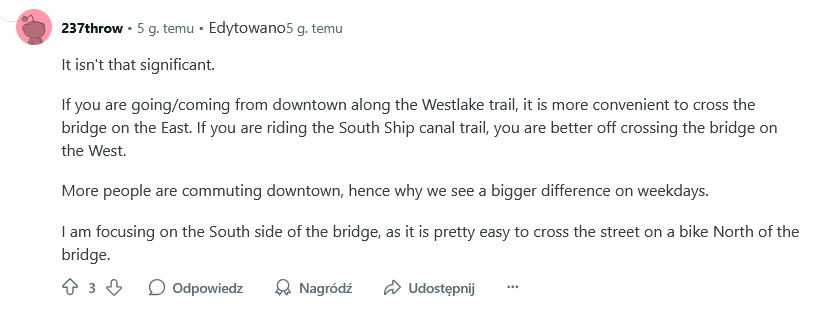 237throw • 5 g. temu • Edytowano5 g. temu
It isn't that significant.
If you are going/coming from downtown along the Westlake trail, it is more convenient to cross the
bridge on the East. If you are riding the South Ship canal trail, you are better off crossing the bridge on
the West.
More people are commuting downtown, hence why we see a bigger difference on weekdays.
I am focusing on the South side of the bridge, as it is pretty easy to cross the street on a bike North of the
bridge.
3 Odpowiedz Nagródź Udostępnij ...